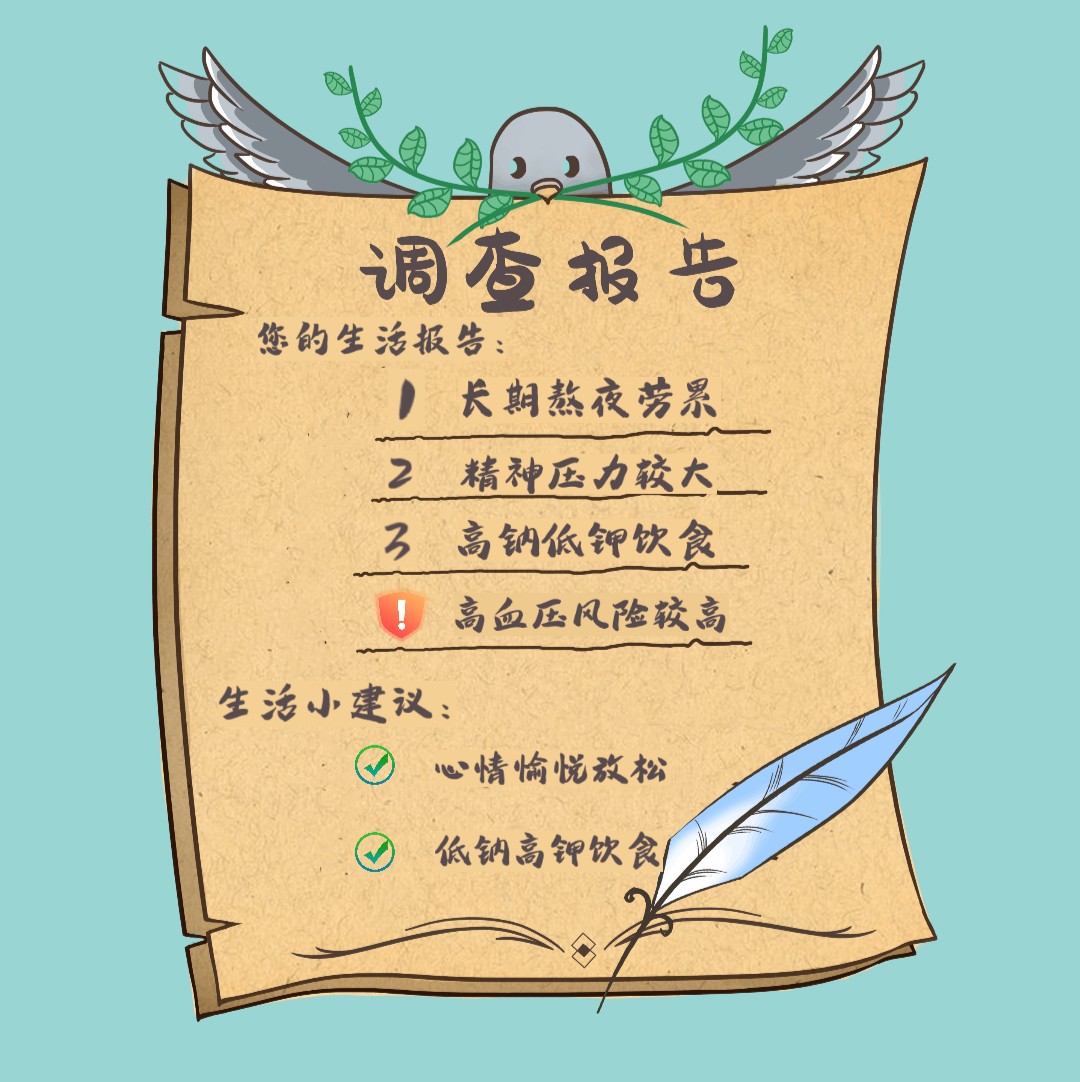 调查报告
您的生活报告：
1 长期熬夜劳累
2 精神压力较大
3 高钠低钾饮食
! 高血压风险较高
生活小建议：
心情愉悦放松
低钠高钾饮食